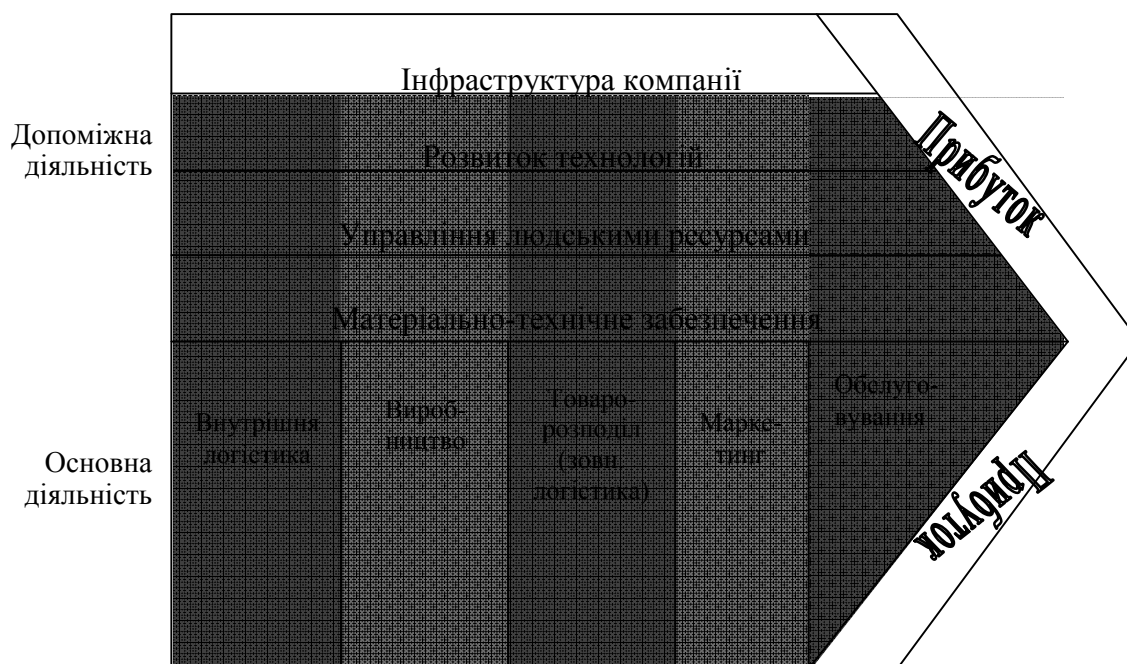 Інфраструктура компанії
Допоміжна
діяльність
Розвиток технологій
Управління людськими ресурсами
Матеріально-технічне забезпечення
Прибуток
Основна
діяльність
Внутрішня
логістика
Вироб-
ництво
Товаро-
розподіл
(зовн.
логістика)
Марке-
тинг
Обслуго-
вування
Прибуток